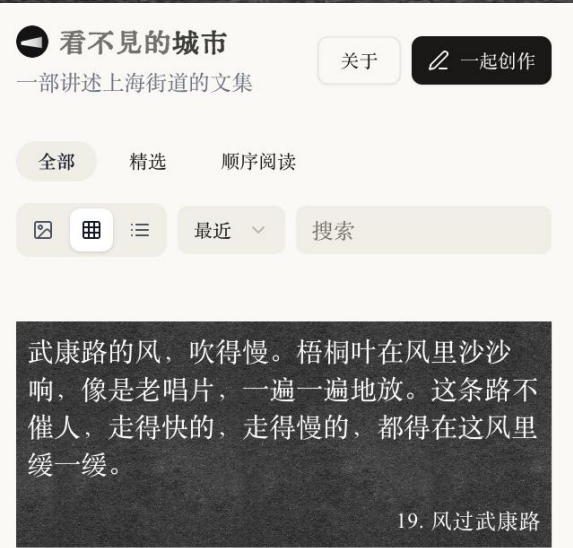 看不見的城市
一部讲述上海街道的文集
关于
一起创作
全部
精选
顺序阅读
最近
搜索
武康路的风，吹得慢。梧桐叶在风里沙沙
响，像是老唱片，一遍一遍地放。这条路不
催人，走得快的，走得慢的，都得在这风里
缓一缓。
19. 风过武康路